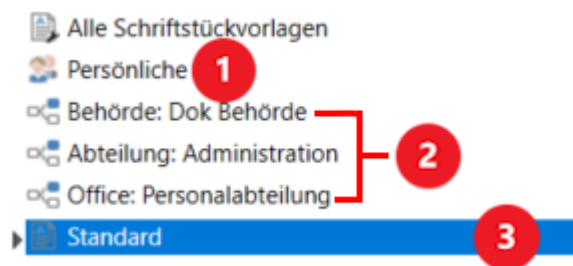 Alle Schriftstückvorlagen
Persönliche 1
Behörde: Dok Behörde
Abteilung: Administration 2
Office: Personalabteilung
Standard 3